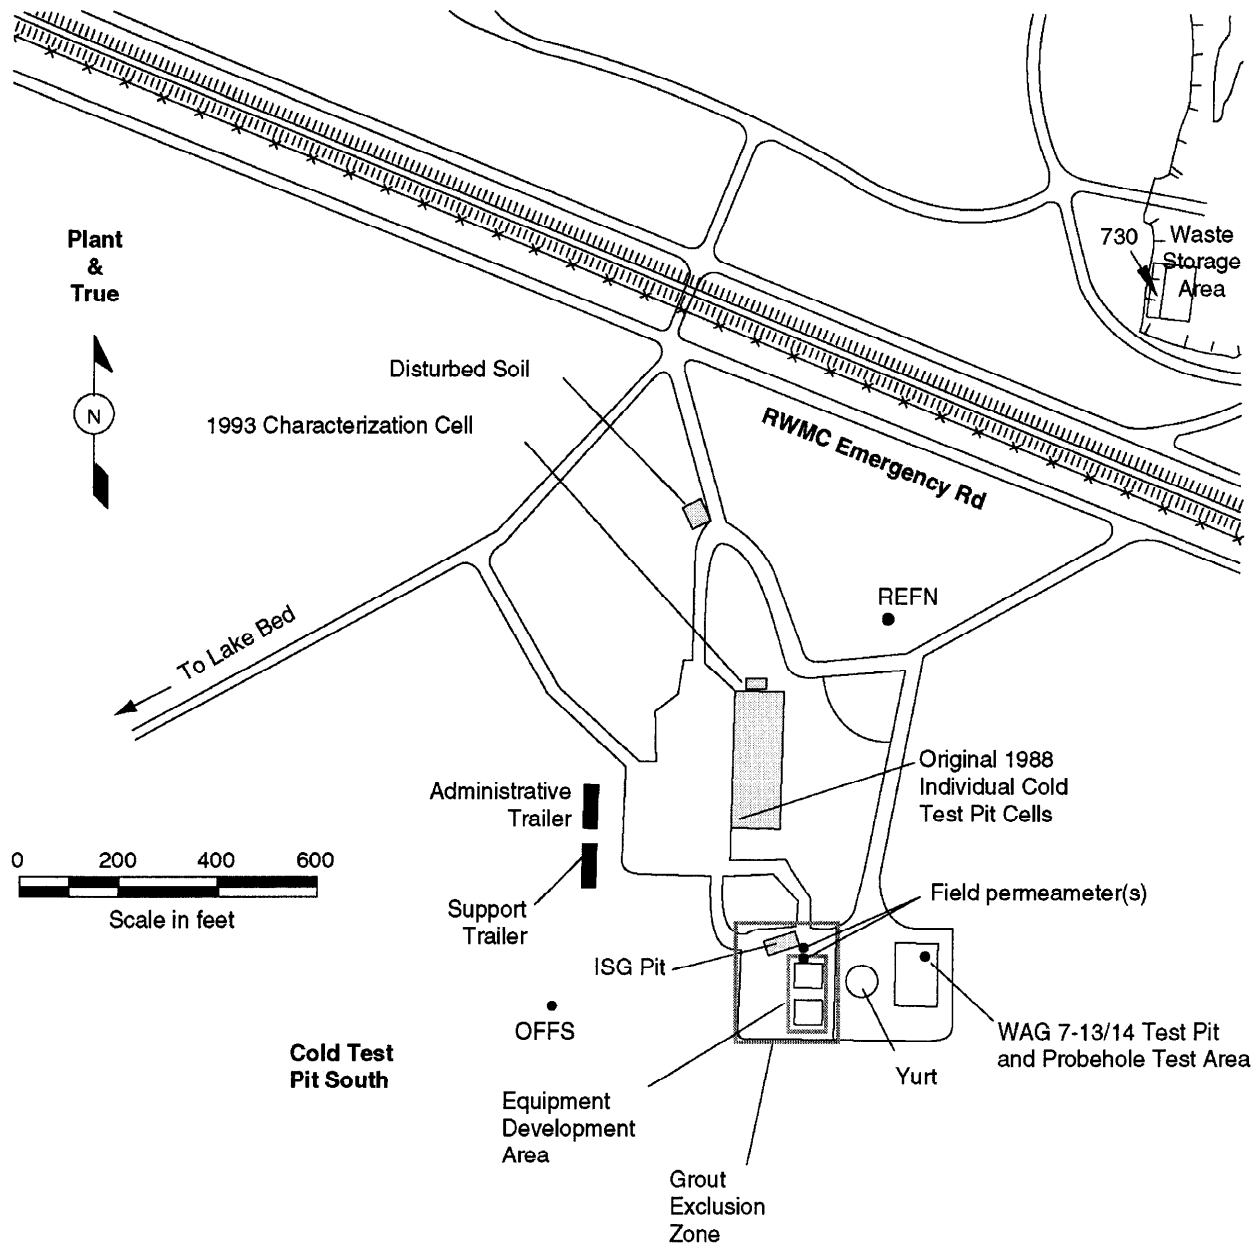 Plant
&
True
N
730
Waste
Storage
Area
Disturbed Soil
1993 Characterization Cell
RWMC Emergency Rd
REFN
To Lake Bed
Original 1988
Individual Cold
Test Pit Cells
Administrative
Trailer
0 200 400 600
Scale in feet
Support
Trailer
Field permeameter(s)
ISG Pit
OFFS
WAG 7-13/14 Test Pit
and Probehole Test Area
Cold Test
Pit South
Yurt
Equipment
Development
Area
Grout
Exclusion
Zone